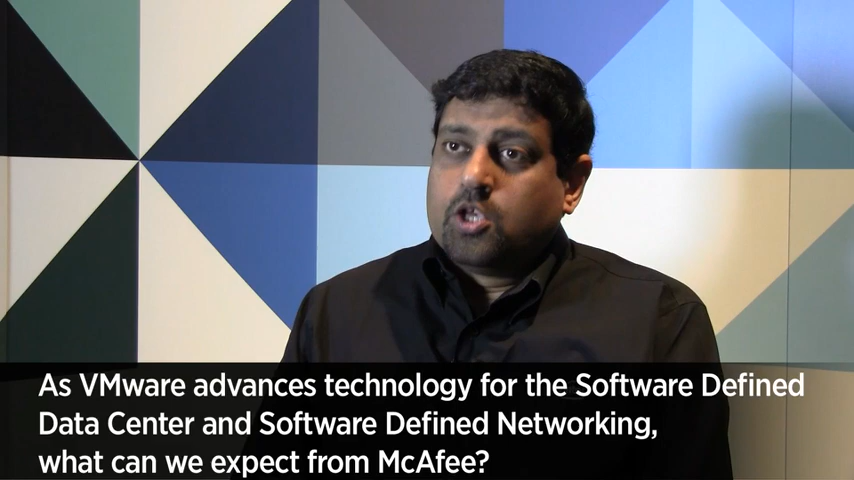 As VMware advances technology for the Software Defined
Data Center and Software Defined Networking,
what can we expect from McAfee?